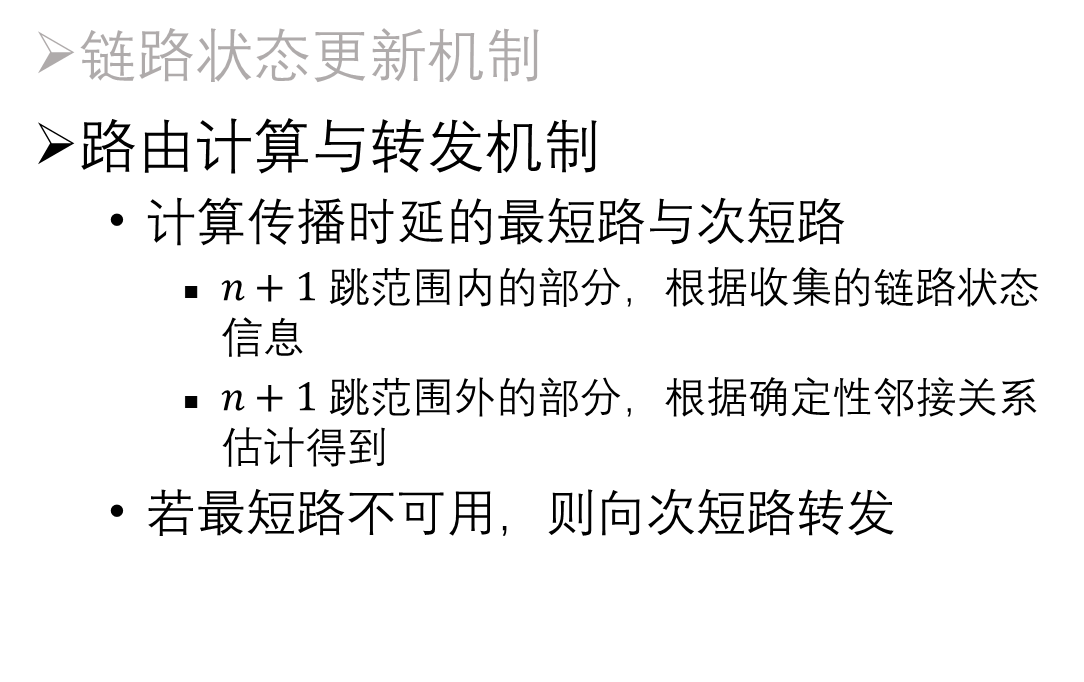 ➢链路状态更新机制
➢路由计算与转发机制
• 计算传播时延的最短路与次短路
▪ n + 1 跳范围内的部分，根据收集的链路状态
信息
▪ n + 1 跳范围外的部分，根据确定性邻接关系
估计得到
• 若最短路不可用，则向次短路转发